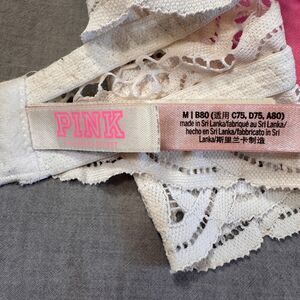 PINK
M | B80 (适用 C75, D75, A80)
made in Sri Lanka/fabriqué au Sri Lanka/
hecho en Sri Lanka/fabbricato in Sri
Lanka/斯里兰卡制造